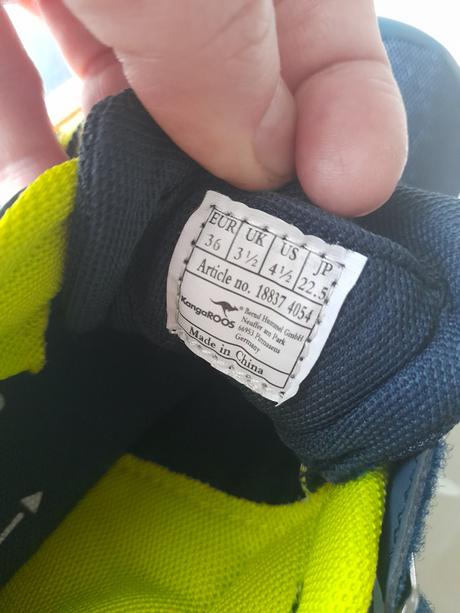 EUR UK US JP
36 3½ 4½ 22.5
Article no. 18837 4054
KangaROOS
® Bernd Hummel GmbH
Neuffer am Park
66953 Pirmasens
Germany
Made in China